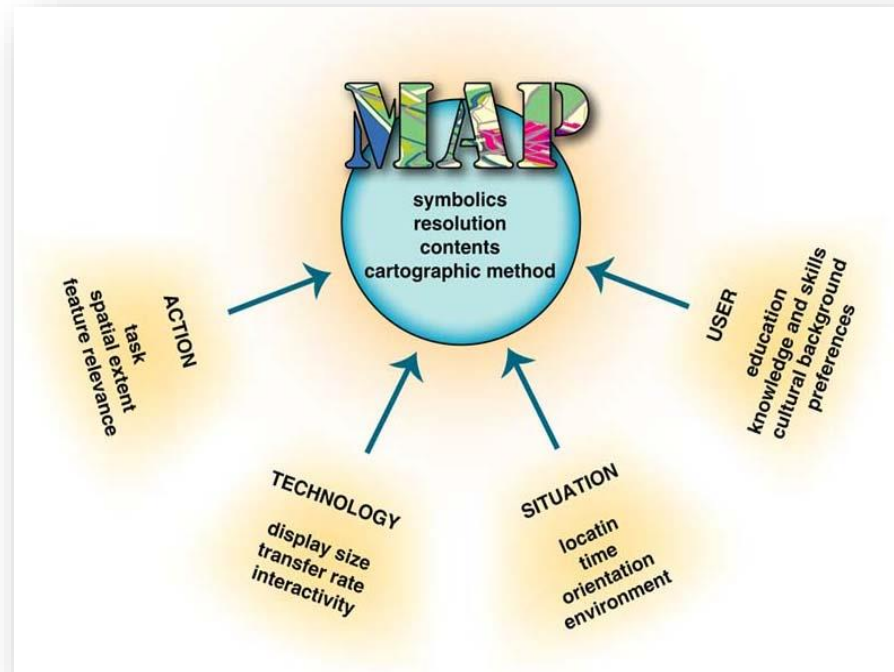 MAP
symbolics
resolution
contents
cartographic method
ACTION
task
spatial extent
feature relevance
TECHNOLOGY
display size
transfer rate
interactivity
SITUATION
locatin
time
orientation
environment
USER
education
knowledge and skills
cultural background
preferences